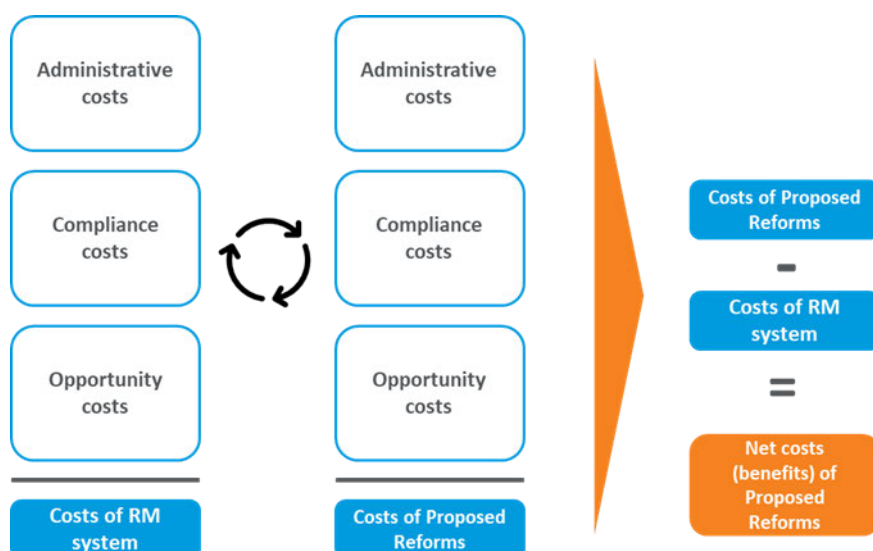 Administrative
costs
Compliance
costs
Opportunity
costs
Costs of RM
system
Administrative
costs
Compliance
costs
Opportunity
costs
Costs of Proposed
Reforms
Costs of Proposed
Reforms
-
Costs of RM
system
=
Net costs
(benefits) of
Proposed
Reforms